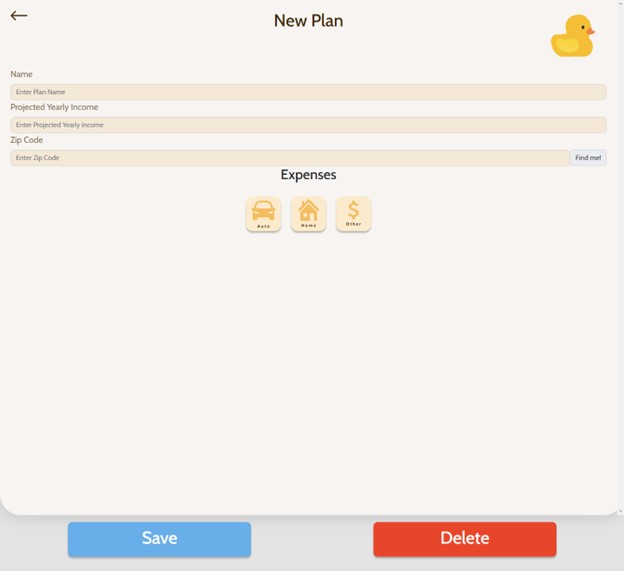 New Plan
Name
Enter Plan Name
Projected Yearly Income
Enter Projected Yearly Income
Zip Code
Enter Zip Code Find me!
Expenses
Auto Home Other
Save Delete